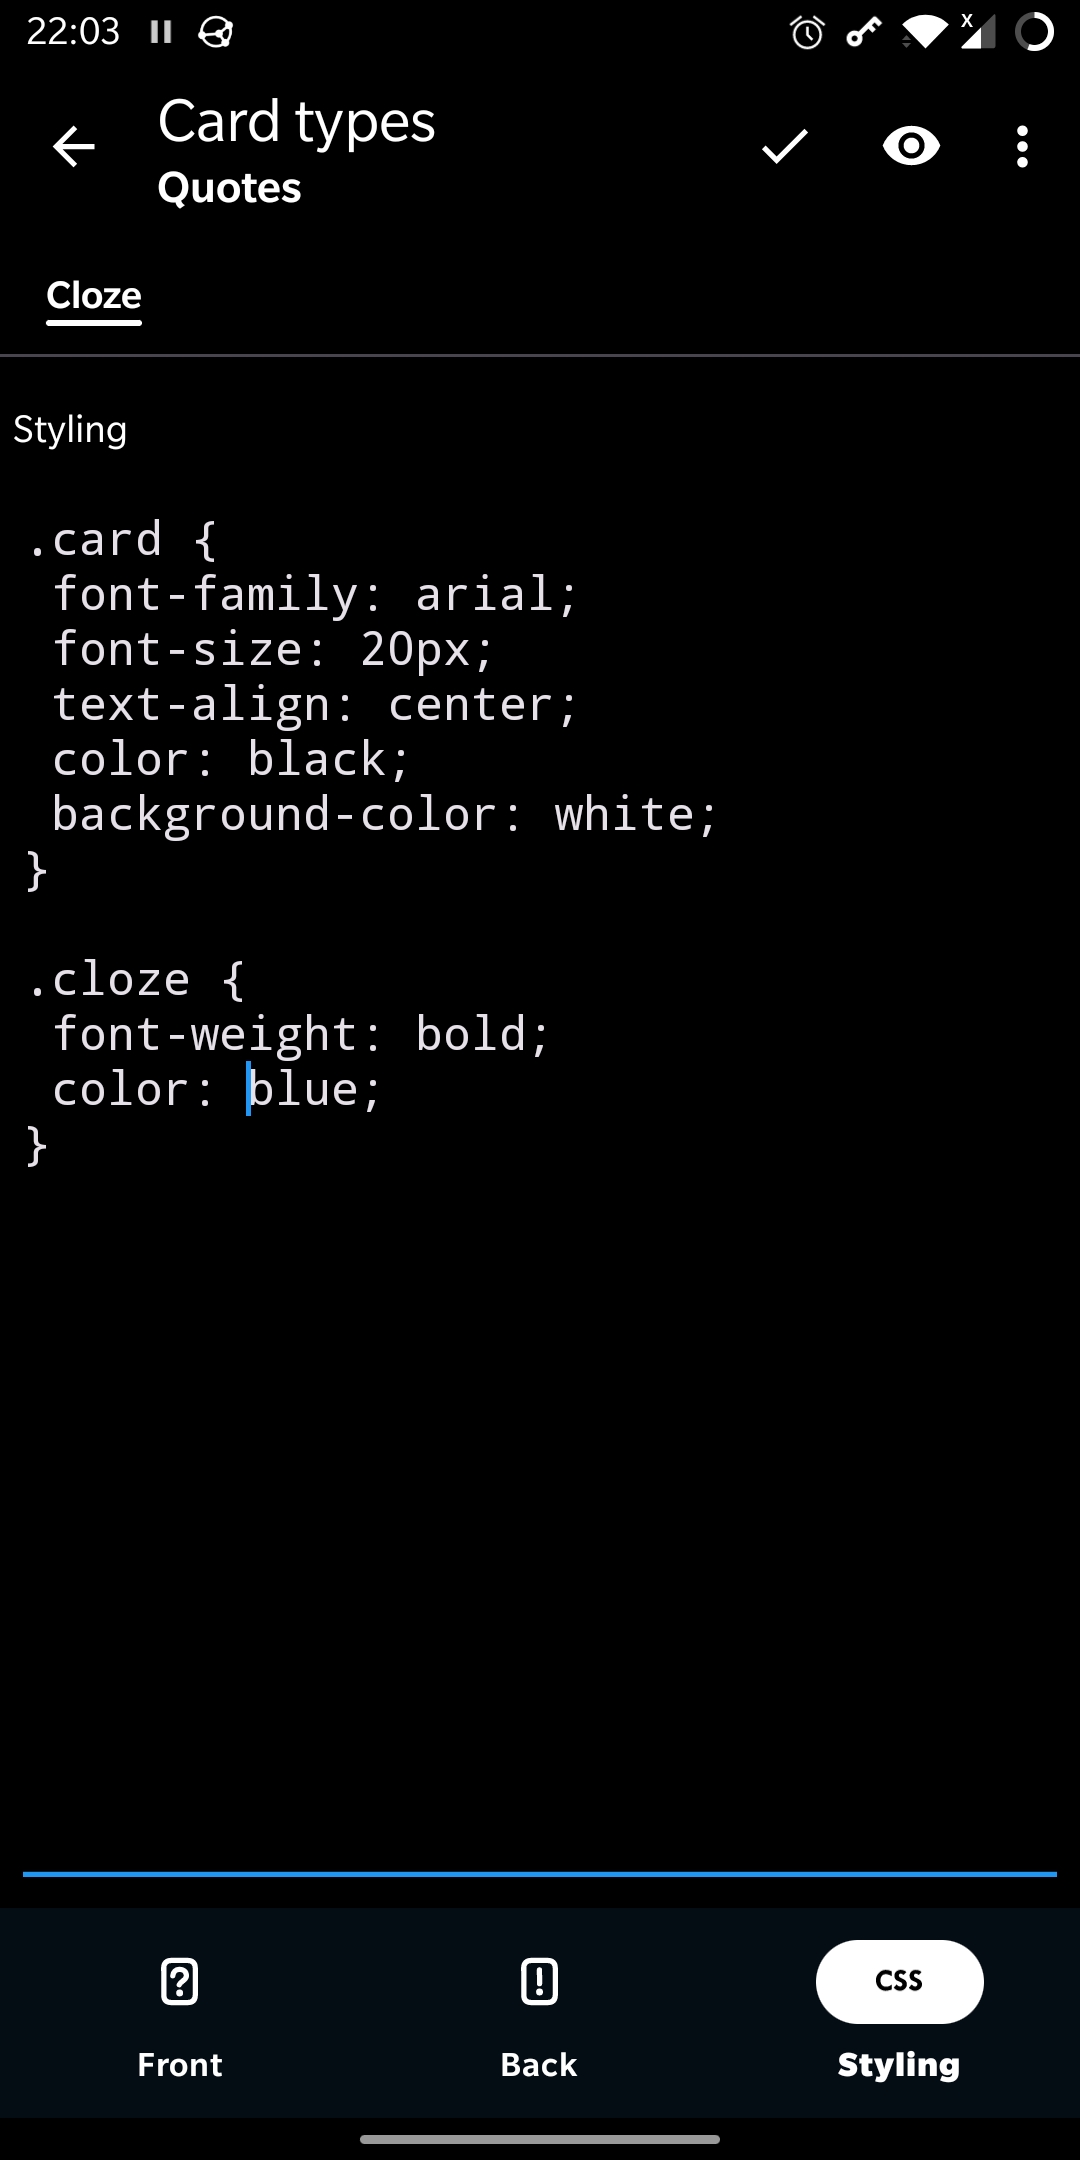 22:03
X
Card types
Quotes
Cloze
Styling
.card {
font-family: arial;
font-size: 20px;
text-align: center;
color: black;
background-color: white;
}
.cloze {
font-weight: bold;
color: blue;
}
?
!
CSS
Front
Back
Styling